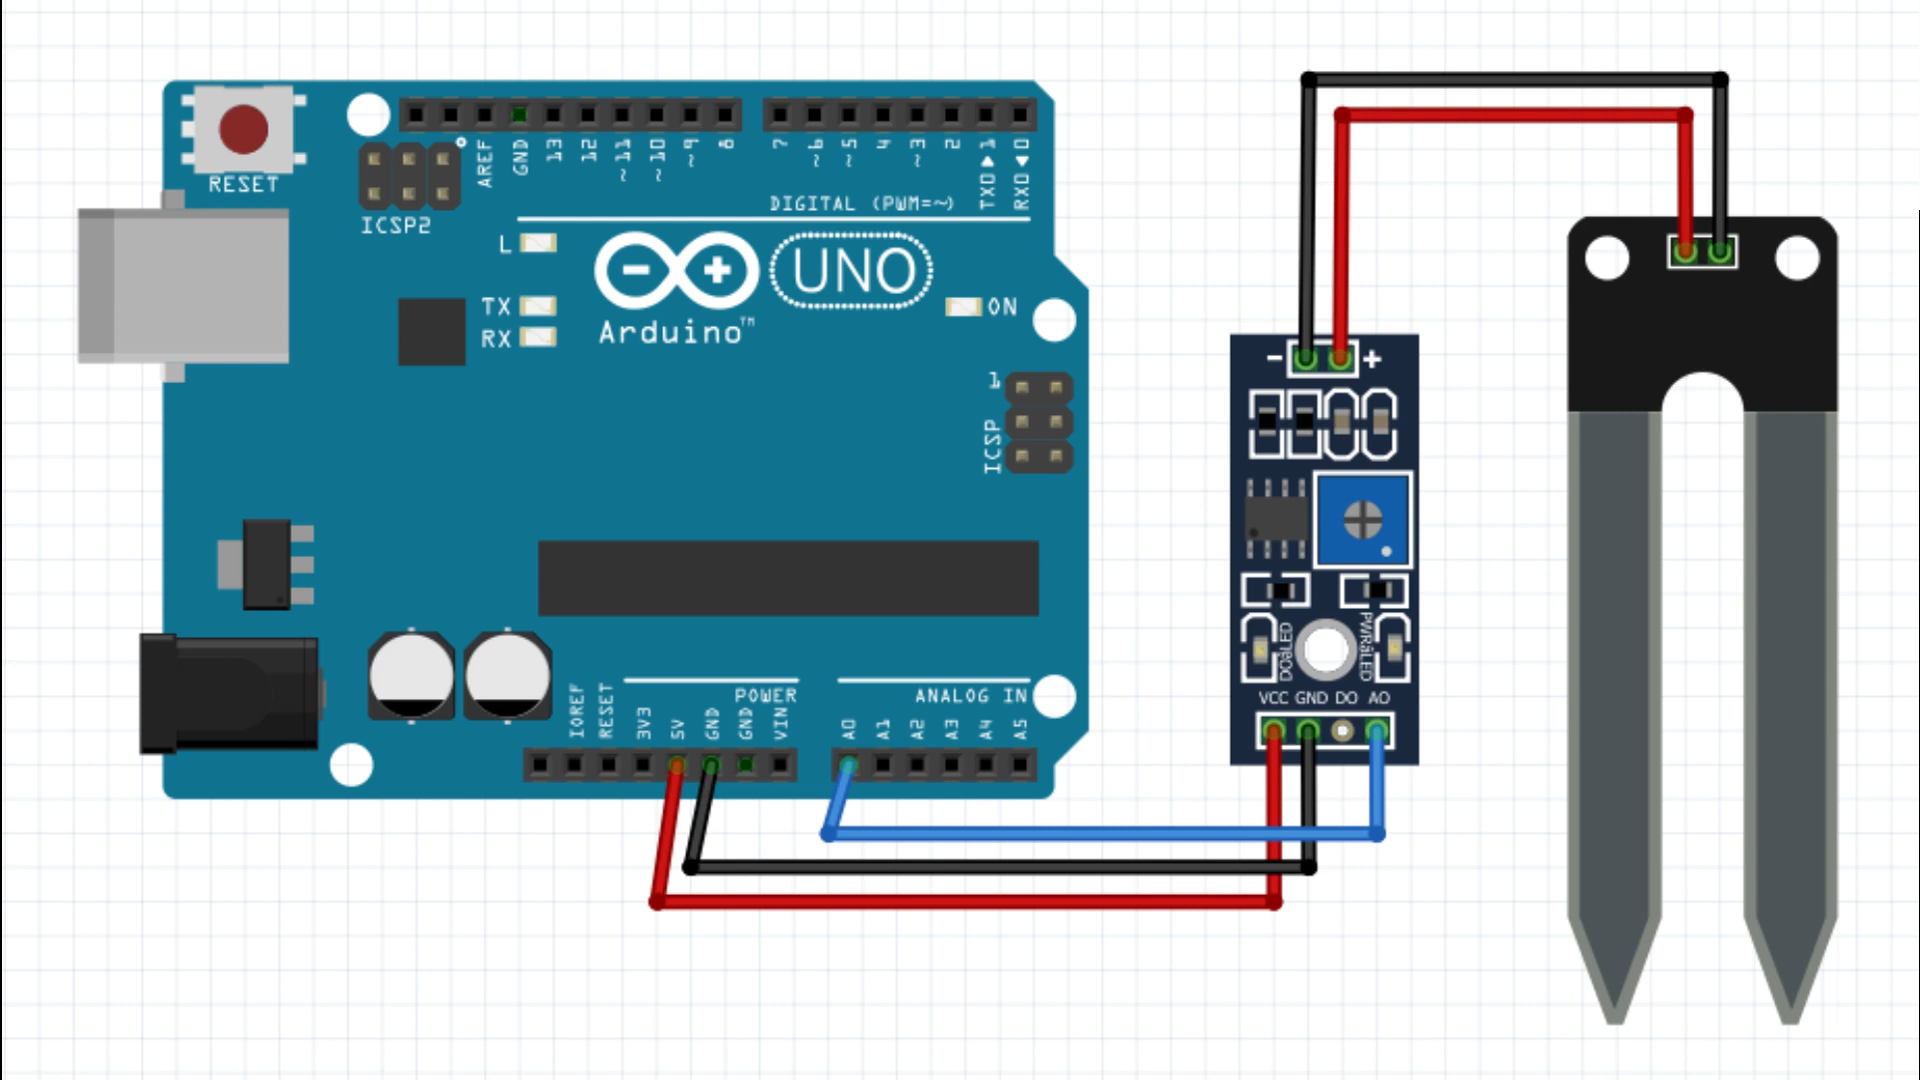 RESET
ICSP2
AREF
GND
13
12
~11
~10
~9
8
7
~6
~5
4
~3
2
TX0▶1
RX0◀0
DIGITAL (PWM=~)
L
TX
RX
Arduino™
UNO
ON
1
ICSP
POWER
IOREF
RESET
3V3
5V
GND
GND
VIN
ANALOG IN
A0
A1
A2
A3
A4
A5
- +
PWR LED
VCC GND DO AO